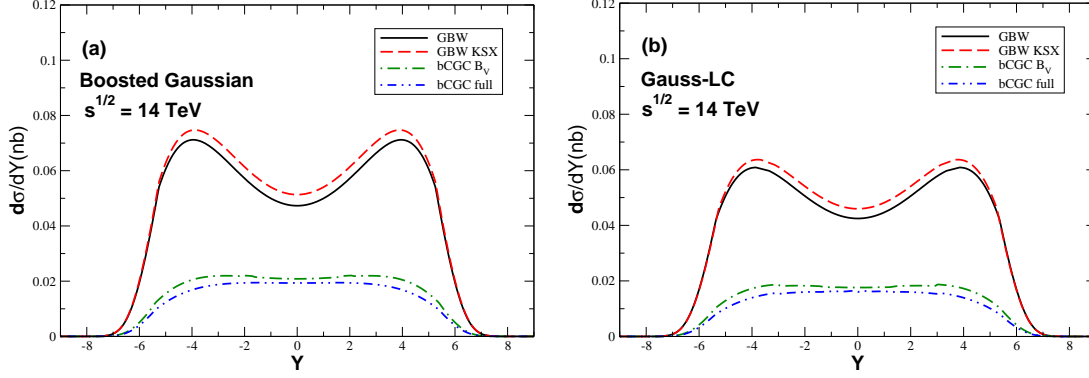 0.12
0.1
0.08
0.06
0.04
0.02
0
dσ/dY(nb)
(a)
Boosted Gaussian
s^{1/2} = 14 TeV
GBW
GBW KSX
bCGC B_V
bCGC full
-8 -6 -4 -2 0 2 4 6 8
Y
0.12
0.1
0.08
0.06
0.04
0.02
0
dσ/dY(nb)
(b)
Gauss-LC
s^{1/2} = 14 TeV
GBW
GBW KSX
bCGC B_V
bCGC full
-8 -6 -4 -2 0 2 4 6 8
Y